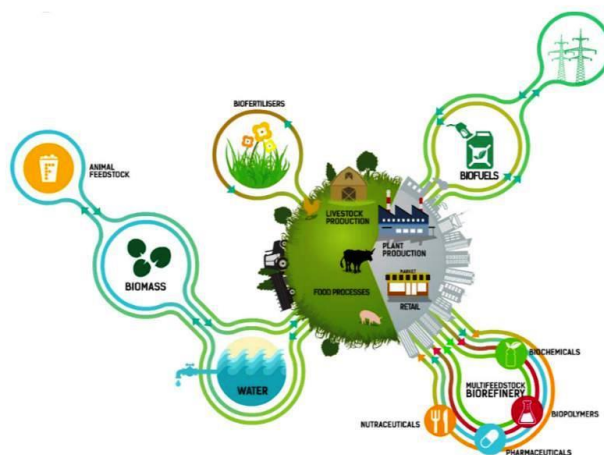 BIOFERTILISERS
BIOFUELS
ANIMAL
FEEDSTOCK
LIVESTOCK
PRODUCTION
PLANT
PRODUCTION
BIOMASS
MARKET
FOOD PROCESSES
RETAIL
WATER
BIOCHEMICALS
MULTIFEEDSTOCK
BIOREFINERY
BIOPOLYMERS
NUTRACEUTICALS
PHARMACEUTICALS
F